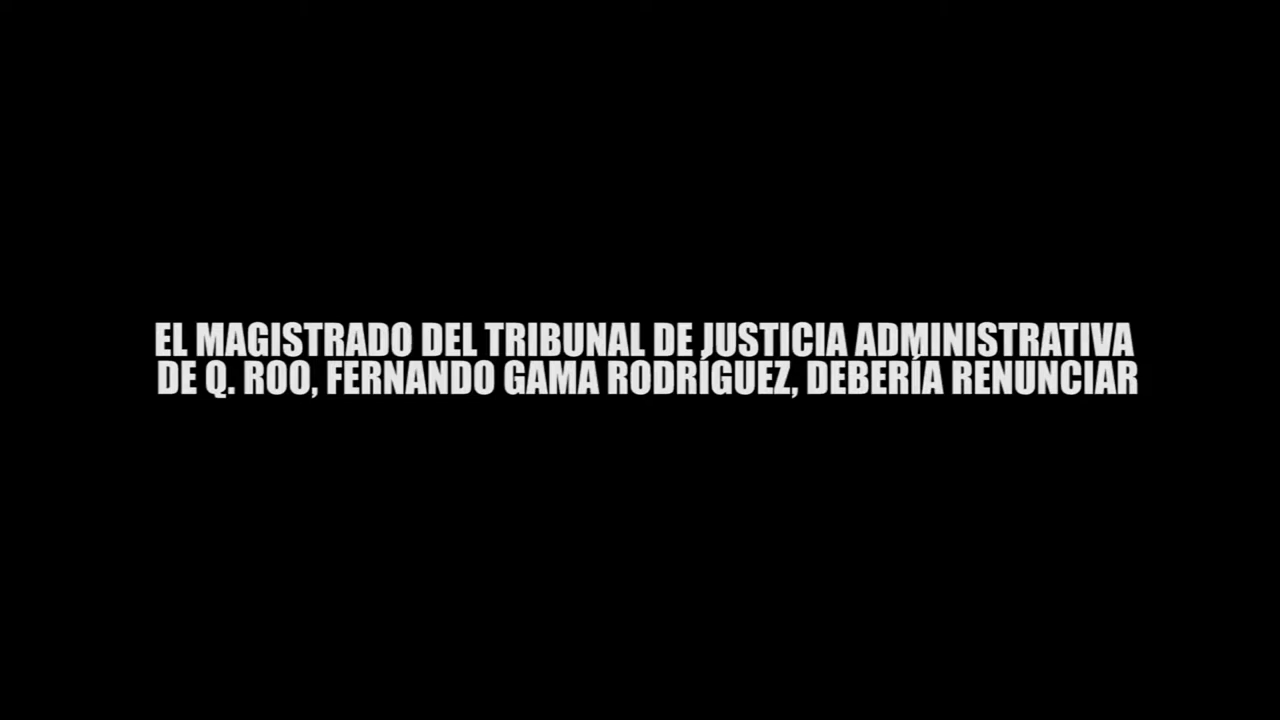 EL MAGISTRADO DEL TRIBUNAL DE JUSTICIA ADMINISTRATIVA
DE Q. ROO, FERNANDO GAMA RODRÍGUEZ, DEBERÍA RENUNCIAR